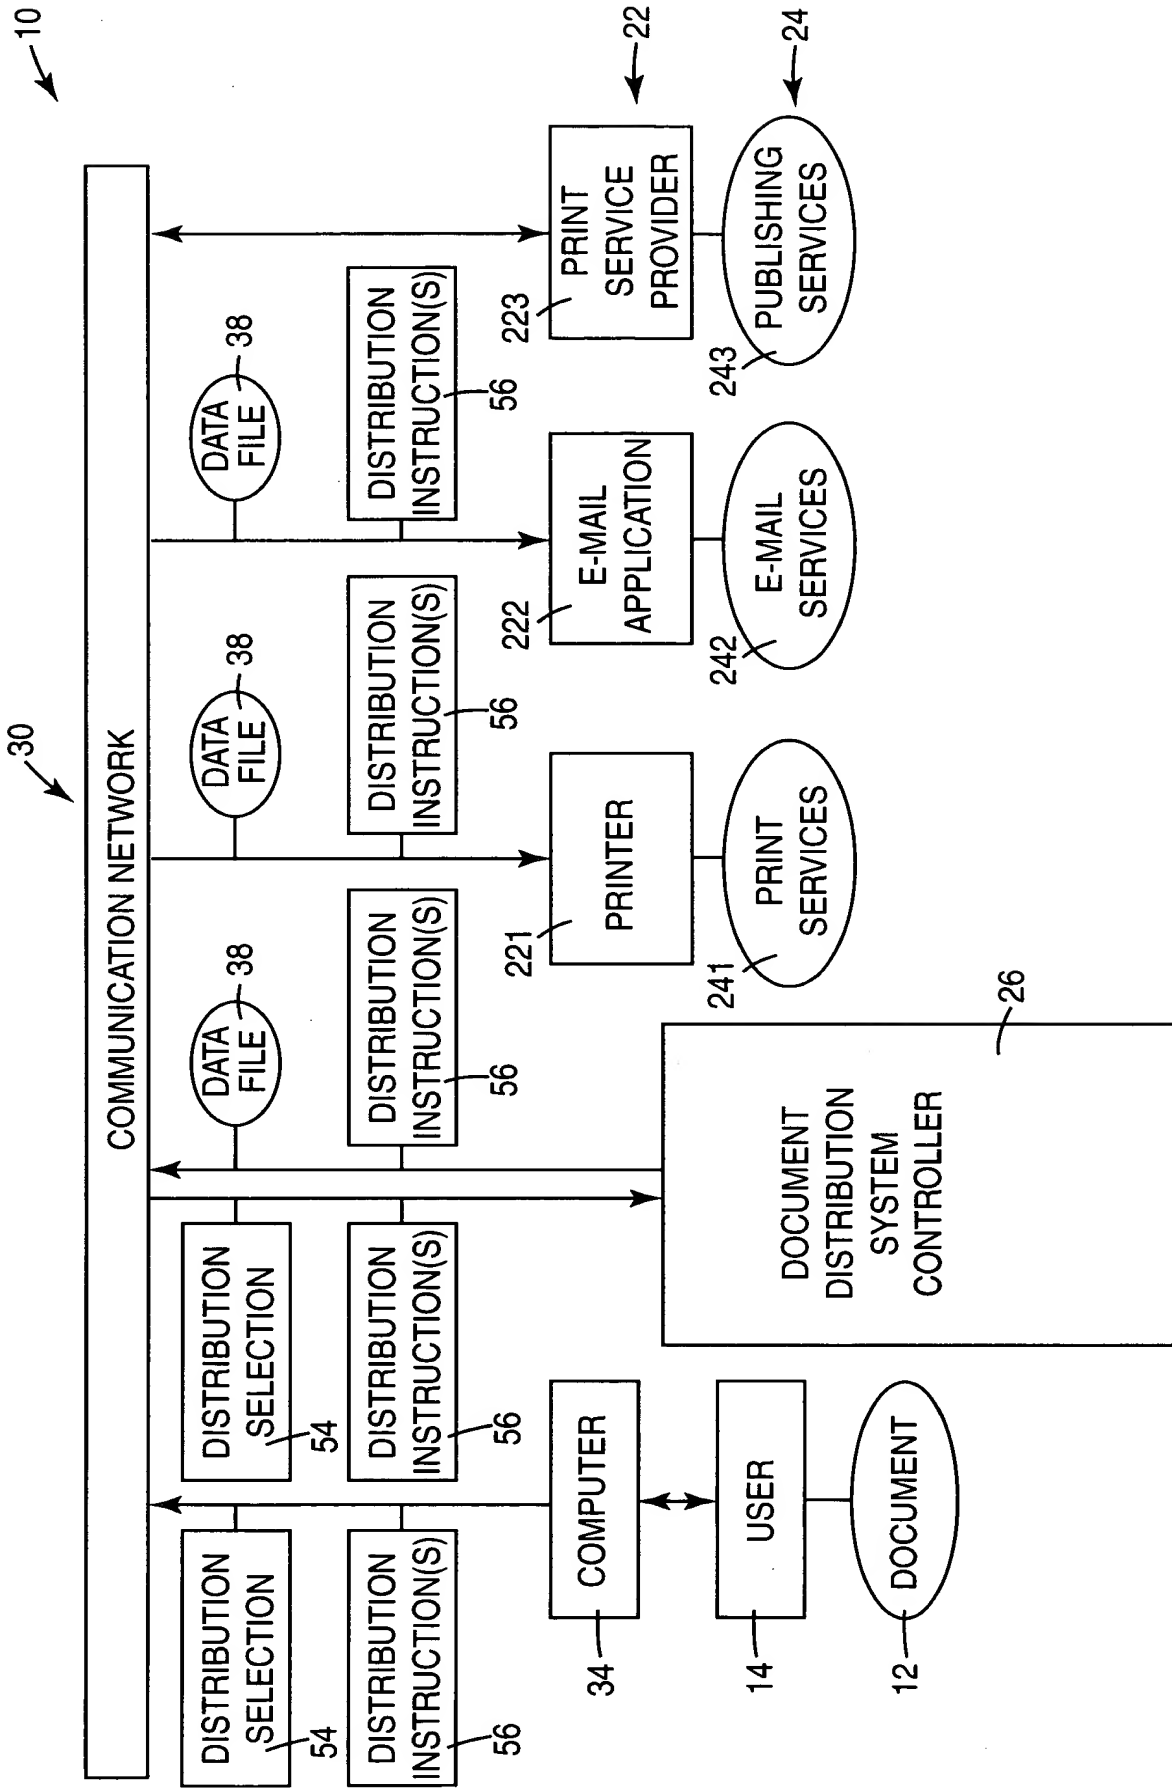 10
30
COMMUNICATION NETWORK
DISTRIBUTION
SELECTION
54
DISTRIBUTION
SELECTION
54
DATA
FILE
38
DATA
FILE
38
DATA
FILE
38
DISTRIBUTION
INSTRUCTION(S)
56
DISTRIBUTION
INSTRUCTION(S)
56
DISTRIBUTION
INSTRUCTION(S)
56
DISTRIBUTION
INSTRUCTION(S)
56
DISTRIBUTION
INSTRUCTION(S)
56
COMPUTER
34
USER
14
DOCUMENT
12
DOCUMENT
DISTRIBUTION
SYSTEM
CONTROLLER
26
PRINTER
221
PRINT
SERVICES
241
E-MAIL
APPLICATION
222
E-MAIL
SERVICES
242
PRINT
SERVICE
PROVIDER
223
22
PUBLISHING
SERVICES
243
24